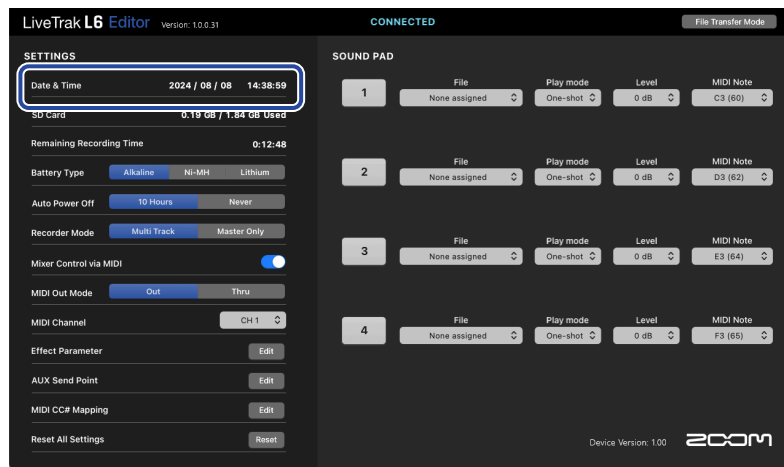 LiveTrak L6 Editor Version: 1.0.0.31 CONNECTED File Transfer Mode
SETTINGS
Date & Time 2024 / 08 / 08 14:38:59
SD Card 0.19 GB / 1.84 GB Used
Remaining Recording Time 0:12:48
Battery Type Alkaline Ni-MH Lithium
Auto Power Off 10 Hours Never
Recorder Mode Multi Track Master Only
Mixer Control via MIDI
MIDI Out Mode Out Thru
MIDI Channel CH 1
Effect Parameter Edit
AUX Send Point Edit
MIDI CC# Mapping Edit
Reset All Settings Reset
SOUND PAD
File Play mode Level MIDI Note
1 None assigned One-shot 0 dB C3 (60)
File Play mode Level MIDI Note
2 None assigned One-shot 0 dB D3 (62)
File Play mode Level MIDI Note
3 None assigned One-shot 0 dB E3 (64)
File Play mode Level MIDI Note
4 None assigned One-shot 0 dB F3 (65)
Device Version: 1.00 ZOOM